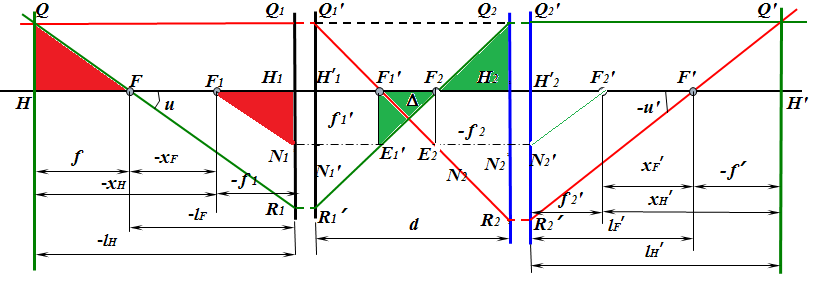 Q Q₁ Q₁′ Q₂ Q₂′ Q′
F F₁ H₁ H′₁ F₁′ F₂ H₂ H′₂ F₂′ F′
H u Δ -u′ H′
f₁′ -f₂
N₁ N₁′ E₁′ E₂ N₂ N₂′ N₂′
f -xF -f₁ xF′ -f′
-xH f₂′ xH′
R₁ R₁′ R₂ R₂′
-lF d lF′
-lH lH′